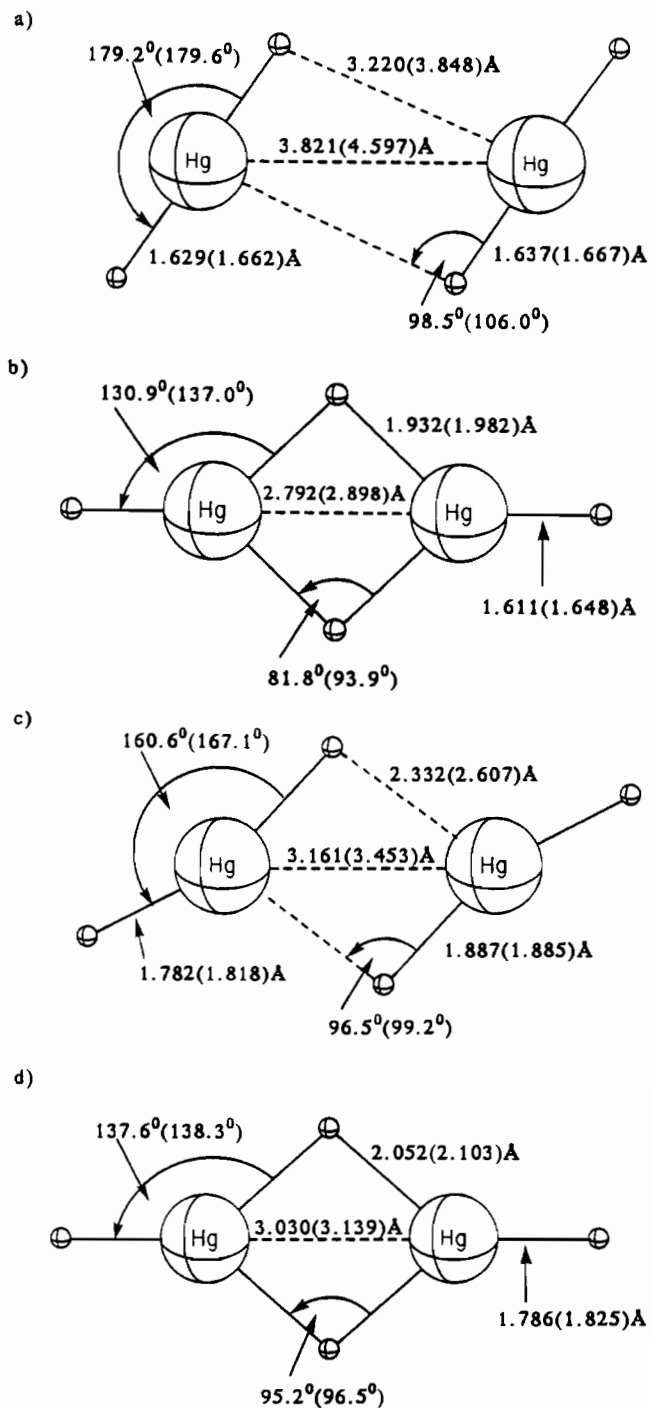 a)
179.2⁰(179.6⁰)
3.220(3.848)Å
Hg
3.821(4.597)Å
Hg
1.629(1.662)Å
1.637(1.667)Å
98.5⁰(106.0⁰)
b)
130.9⁰(137.0⁰)
1.932(1.982)Å
Hg
2.792(2.898)Å
Hg
1.611(1.648)Å
81.8⁰(93.9⁰)
c)
160.6⁰(167.1⁰)
2.332(2.607)Å
Hg
3.161(3.453)Å
Hg
1.782(1.818)Å
1.887(1.885)Å
96.5⁰(99.2⁰)
d)
137.6⁰(138.3⁰)
2.052(2.103)Å
Hg
3.030(3.139)Å
Hg
1.786(1.825)Å
95.2⁰(96.5⁰)